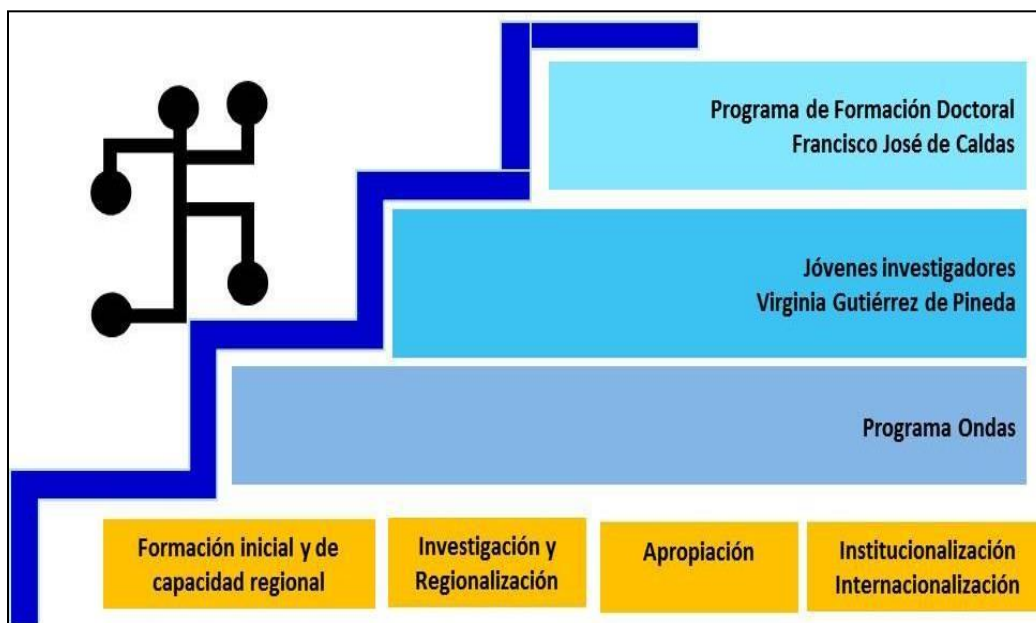 Programa de Formación Doctoral
Francisco José de Caldas
Jóvenes investigadores
Virginia Gutiérrez de Pineda
Programa Ondas
Formación inicial y de
capacidad regional
Investigación y
Regionalización
Apropiación
Institucionalización
Internacionalización